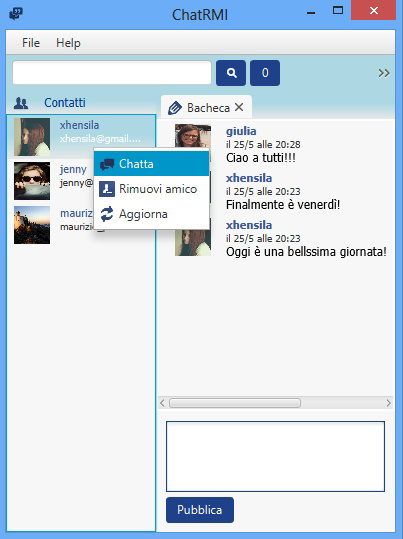 ChatRMI
File Help
0
Contatti
Bacheca
xhensila
xhensila@gmail....
jenny
jenny@
maurizi
maurizio
Chatta
Rimuovi amico
Aggiorna
giulia
il 25/5 alle 20:28
Ciao a tutti!!!
xhensila
il 25/5 alle 20:23
Finalmente è venerdì!
xhensila
il 25/5 alle 20:23
Oggi è una bellssima giornata!
Pubblica